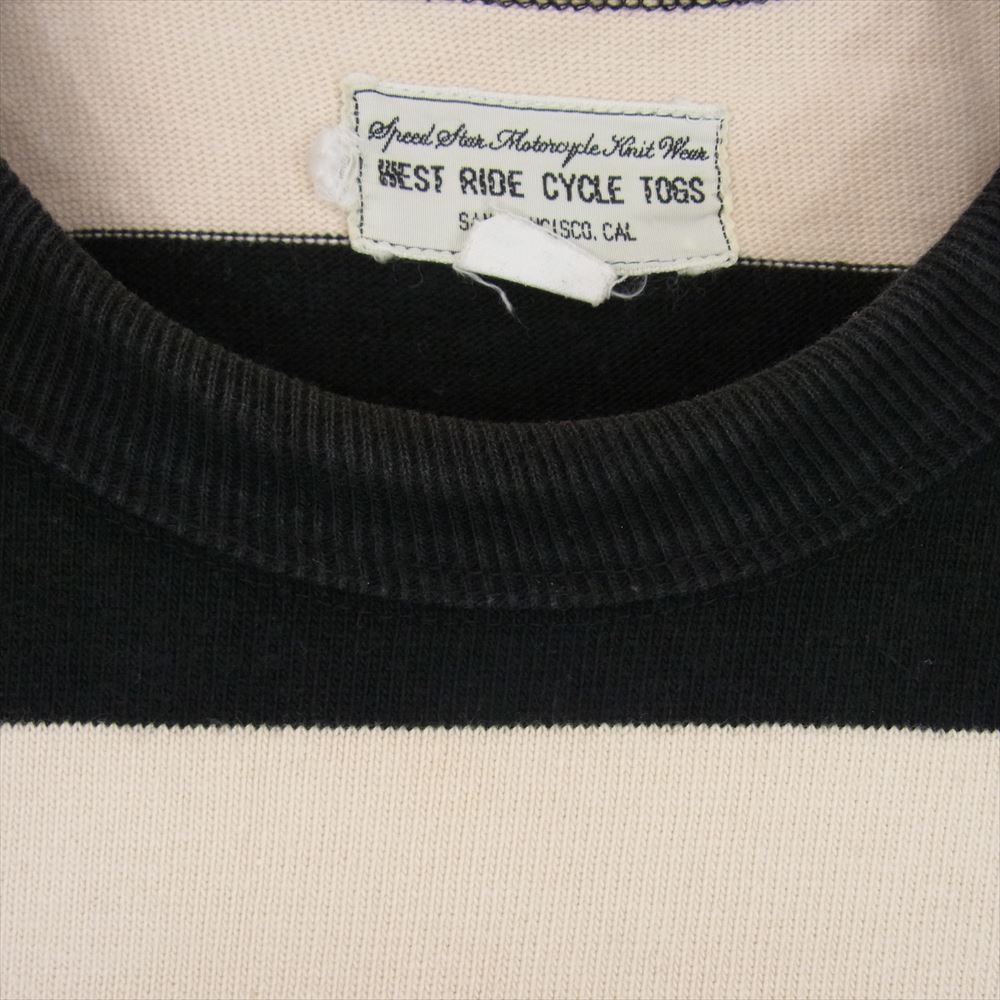 Speed Star Motorcycle Knit Wear
WEST RIDE CYCLE TOGS
CAL